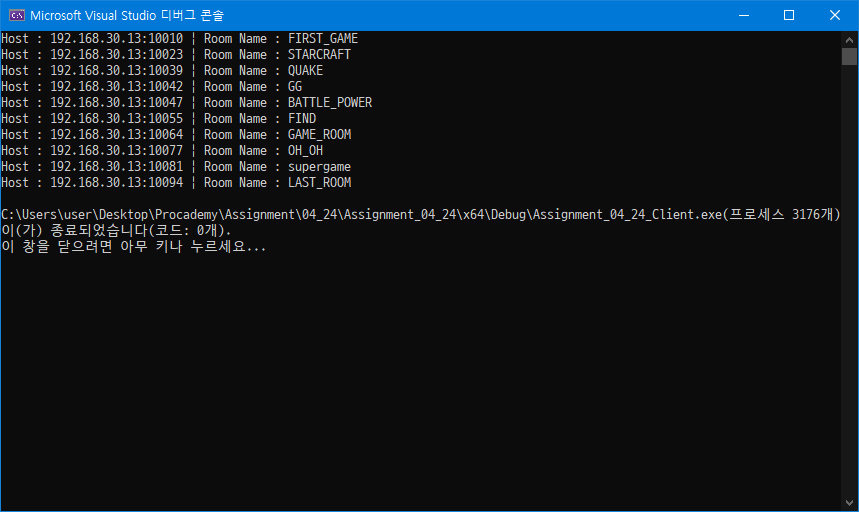 Microsoft Visual Studio 디버그 콘솔
Host : 192.168.30.13:10010 ¦ Room Name : FIRST_GAME
Host : 192.168.30.13:10023 ¦ Room Name : STARCRAFT
Host : 192.168.30.13:10039 ¦ Room Name : QUAKE
Host : 192.168.30.13:10042 ¦ Room Name : GG
Host : 192.168.30.13:10047 ¦ Room Name : BATTLE_POWER
Host : 192.168.30.13:10055 ¦ Room Name : FIND
Host : 192.168.30.13:10064 ¦ Room Name : GAME_ROOM
Host : 192.168.30.13:10077 ¦ Room Name : OH_OH
Host : 192.168.30.13:10081 ¦ Room Name : supergame
Host : 192.168.30.13:10094 ¦ Room Name : LAST_ROOM
C:\Users\user\Desktop\Procademy\Assignment\04_24\Assignment_04_24\x64\Debug\Assignment_04_24_Client.exe(프로세스 3176개)
이(가) 종료되었습니다(코드: 0개).
이 창을 닫으려면 아무 키나 누르세요...